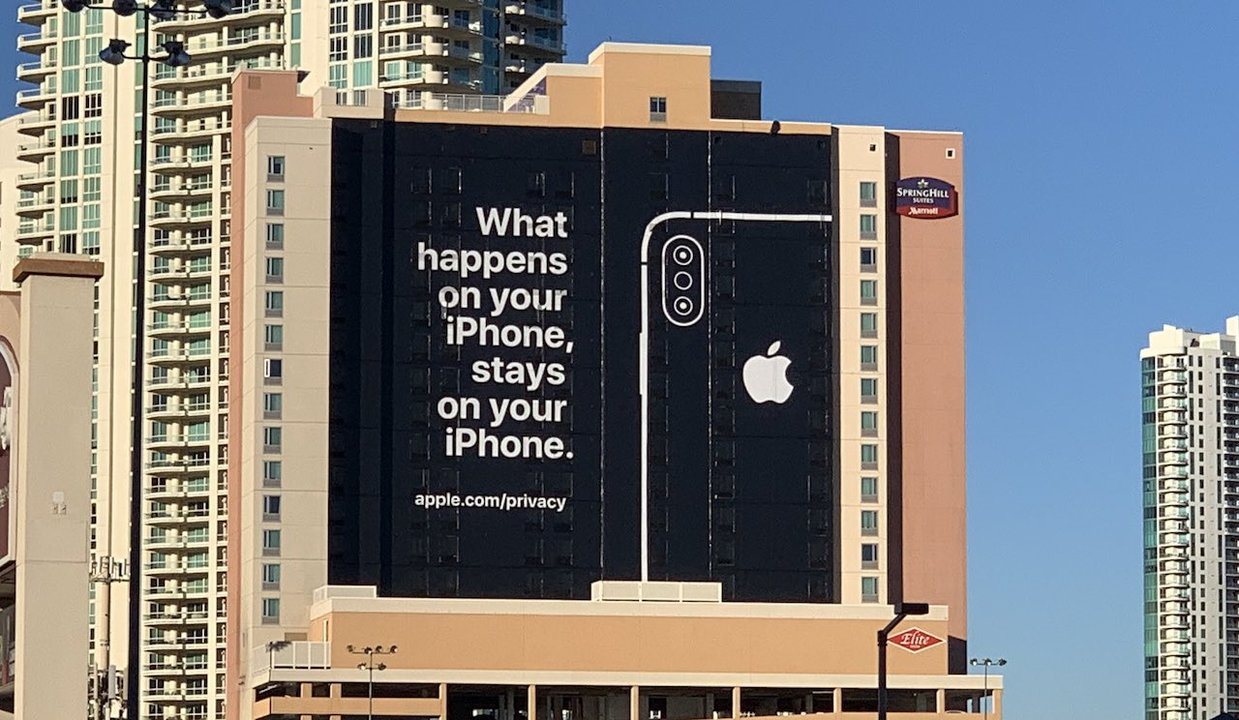 What
happens
on your
iPhone,
stays
on your
iPhone.
apple.com/privacy
SPRINGHILL
SUITES
Marriott
Elite